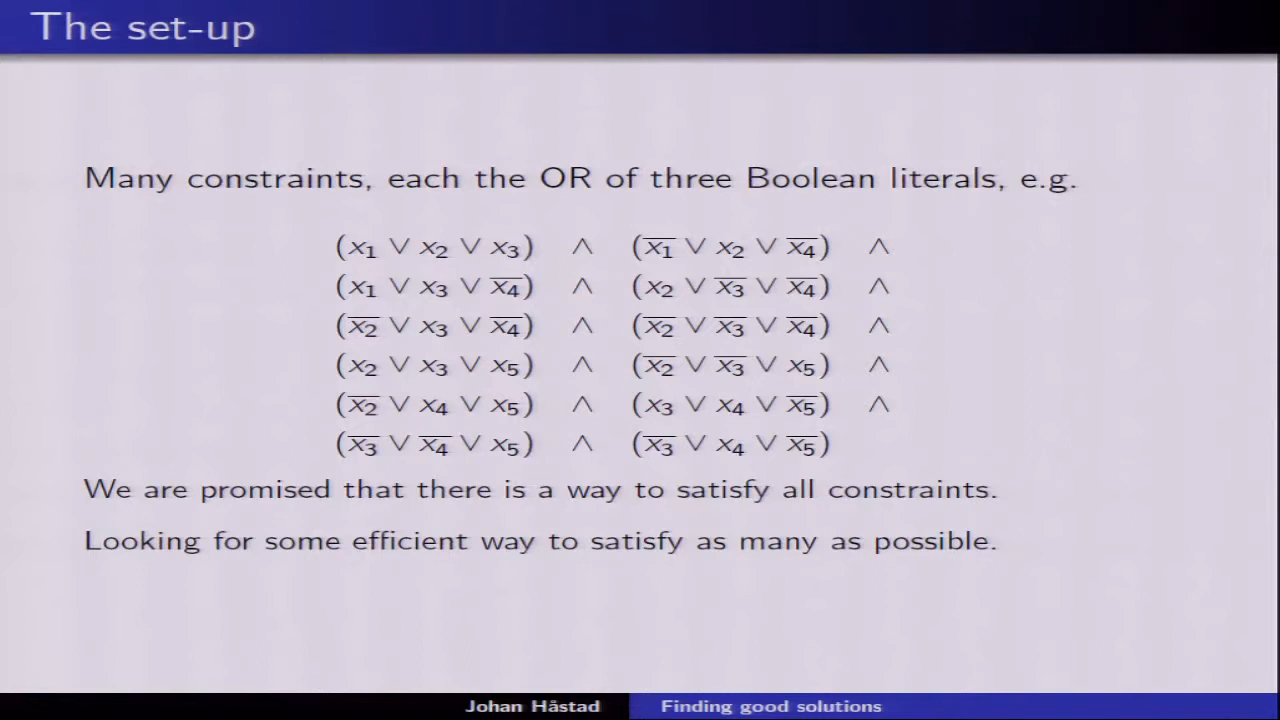 The set-up
Many constraints, each the OR of three Boolean literals, e.g.
(x₁ ∨ x₂ ∨ x₃) ∧ (x̅₁ ∨ x₂ ∨ x̅₄) ∧
(x₁ ∨ x₃ ∨ x̅₄) ∧ (x₂ ∨ x̅₃ ∨ x̅₄) ∧
(x̅₂ ∨ x₃ ∨ x̅₄) ∧ (x̅₂ ∨ x̅₃ ∨ x̅₄) ∧
(x₂ ∨ x₃ ∨ x₅) ∧ (x̅₂ ∨ x̅₃ ∨ x₅) ∧
(x̅₂ ∨ x₄ ∨ x₅) ∧ (x₃ ∨ x₄ ∨ x̅₅) ∧
(x̅₃ ∨ x̅₄ ∨ x₅) ∧ (x̅₃ ∨ x₄ ∨ x̅₅)
We are promised that there is a way to satisfy all constraints.
Looking for some efficient way to satisfy as many as possible.
Johan Håstad Finding good solutions